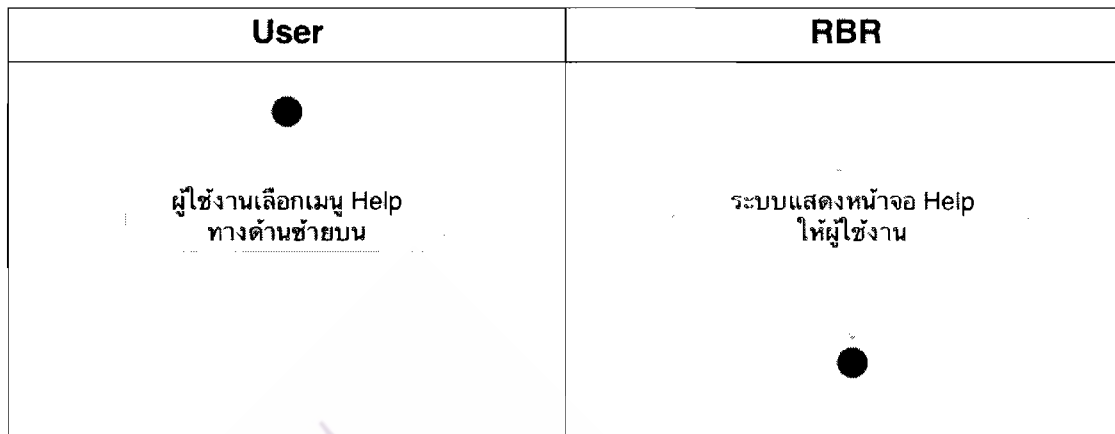 User
RBR
ผู้ใช้งานเลือกเมนู Help
ทางด้านซ้ายบน
ระบบแสดงหน้าจอ Help
ให้ผู้ใช้งาน